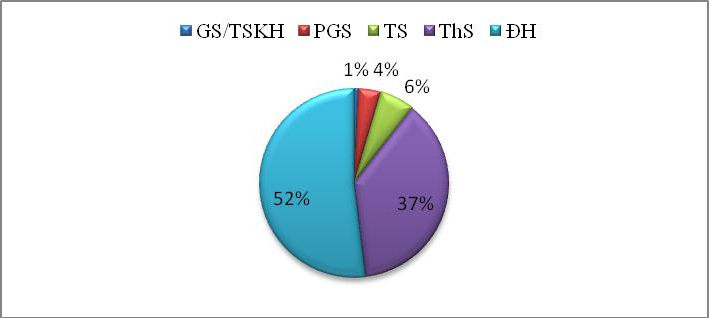 GS/TSKH PGS TS ThS ĐH
1% 4%
6%
52%
37%